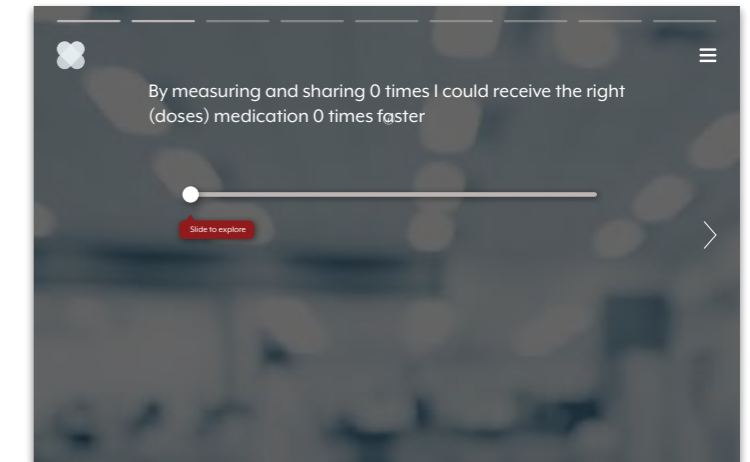 By measuring and sharing 0 times I could receive the right
(doses) medication 0 times faster
Slide to explore